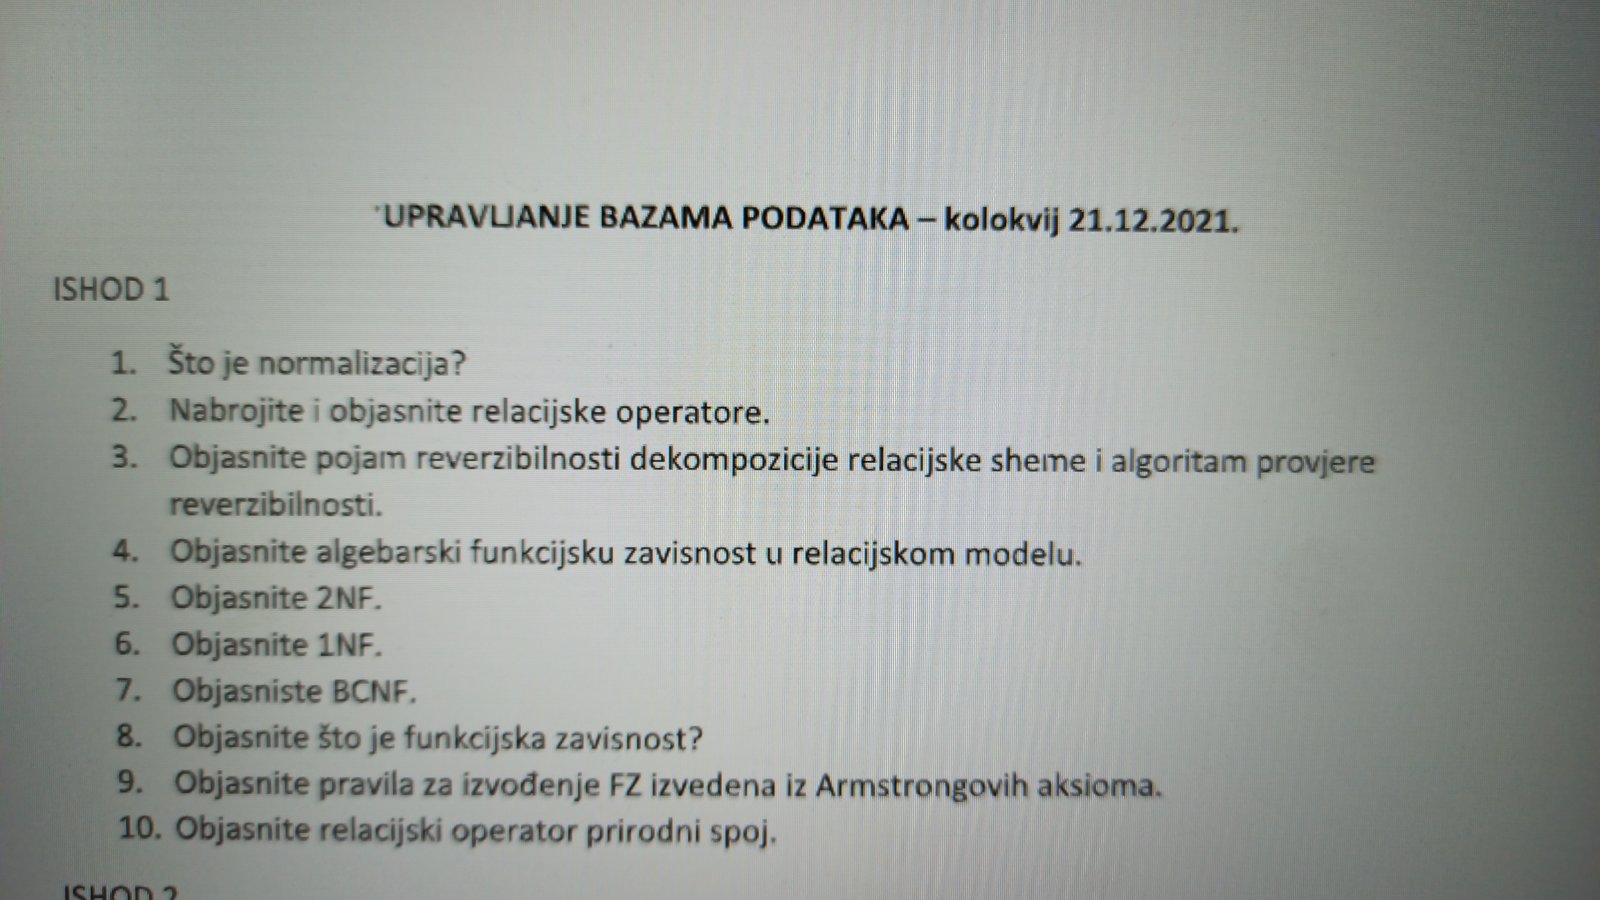 UPRAVLJANJE BAZAMA PODATAKA – kolokvij 21.12.2021.
ISHOD 1
1. Što je normalizacija?
2. Nabrojite i objasnite relacijske operatore.
3. Objasnite pojam reverzibilnosti dekompozicije relacijske sheme i algoritam provjere
reverzibilnosti.
4. Objasnite algebarski funkcijsku zavisnost u relacijskom modelu.
5. Objasnite 2NF.
6. Objasnite 1NF.
7. Objasniste BCNF.
8. Objasnite što je funkcijska zavisnost?
9. Objasnite pravila za izvođenje FZ izvedena iz Armstrongovih aksioma.
10. Objasnite relacijski operator prirodni spoj.
ISHOD 2